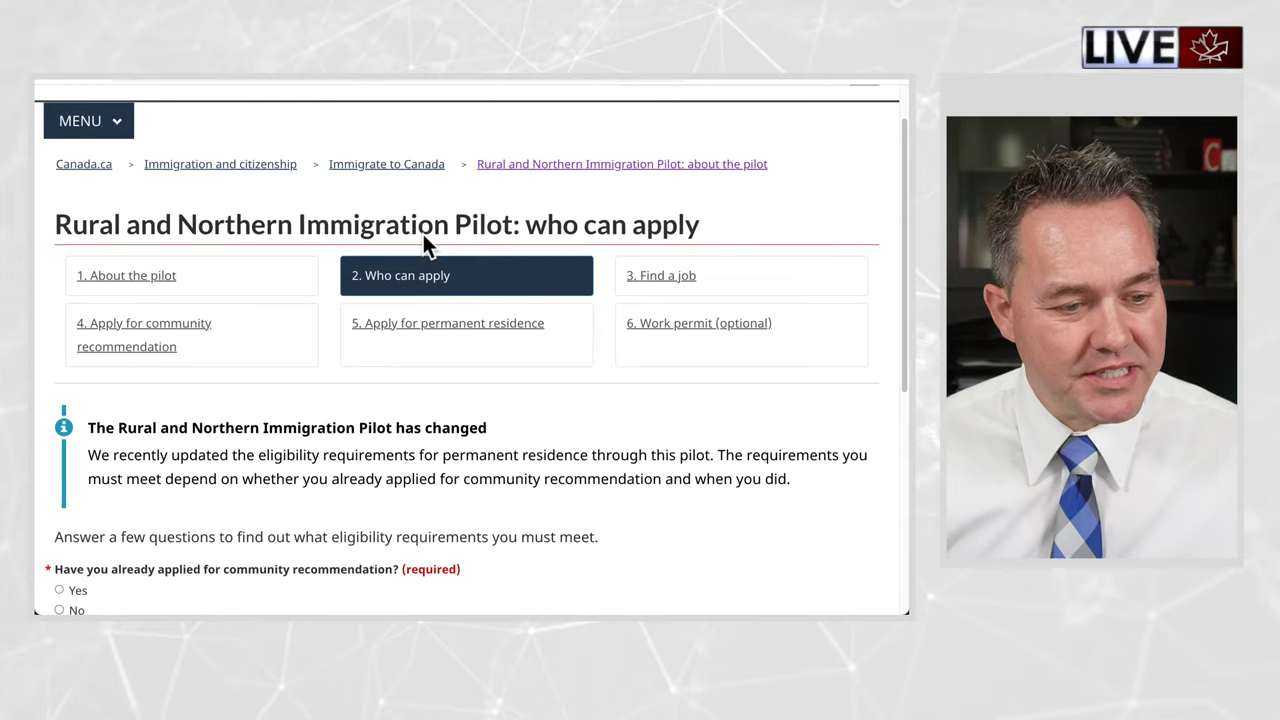 LIVE
MENU
Canada.ca > Immigration and citizenship > Immigrate to Canada > Rural and Northern Immigration Pilot: about the pilot
Rural and Northern Immigration Pilot: who can apply
1. About the pilot
2. Who can apply
3. Find a job
4. Apply for community
recommendation
5. Apply for permanent residence
6. Work permit (optional)
The Rural and Northern Immigration Pilot has changed
We recently updated the eligibility requirements for permanent residence through this pilot. The requirements you
must meet depend on whether you already applied for community recommendation and when you did.
Answer a few questions to find out what eligibility requirements you must meet.
* Have you already applied for community recommendation? (required)
Yes
No